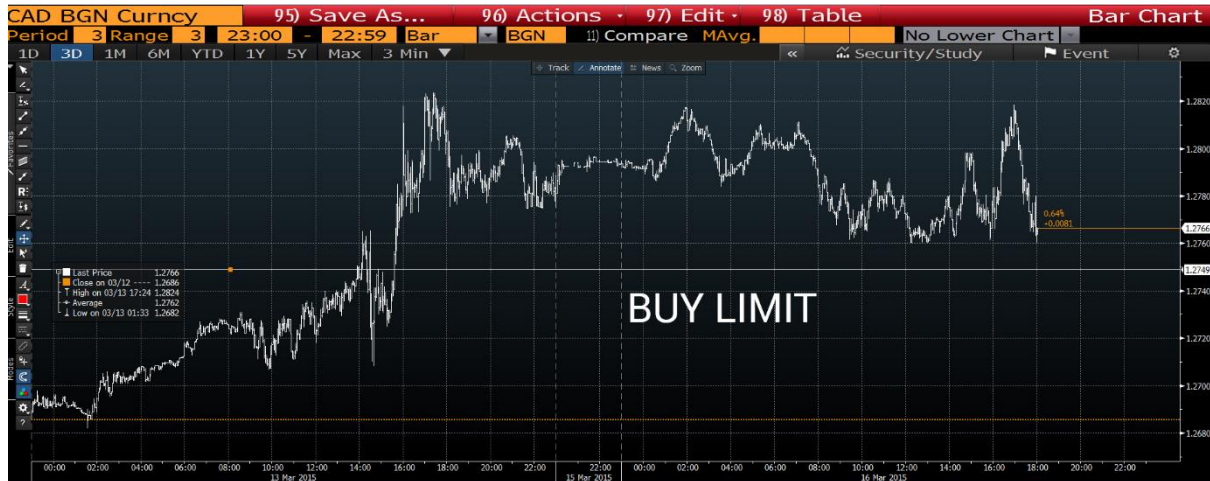 CAD BGN Curncy 95) Save As... 96) Actions 97) Edit 98) Table Bar Chart
Period 3 Range 3 23:00 - 22:59 Bar BGN 11) Compare MAvg. No Lower Chart
1D 3D 1M 6M YTD 1Y 5Y Max 3 Min ▼ « Security/Study Event
Track Annotate News Zoom
Favorites
Edit
Style
Modes
1.2820
1.2800
1.2780
0.64%
-0.0081
1.2766
1.2760
1.2749
Last Price 1.2766
Close on 03/12 ---- 1.2686
High on 03/13 17:24 1.2824
Average 1.2762
Low on 03/13 01:33 1.2682
BUY LIMIT
1.2740
1.2720
1.2700
1.2680
00:00 02:00 04:00 06:00 08:00 10:00 12:00 14:00 16:00 18:00 20:00 22:00 22:00 00:00 02:00 04:00 06:00 08:00 10:00 12:00 14:00 16:00 18:00 20:00 22:00
13 Mar 2015 15 Mar 2015 16 Mar 2015